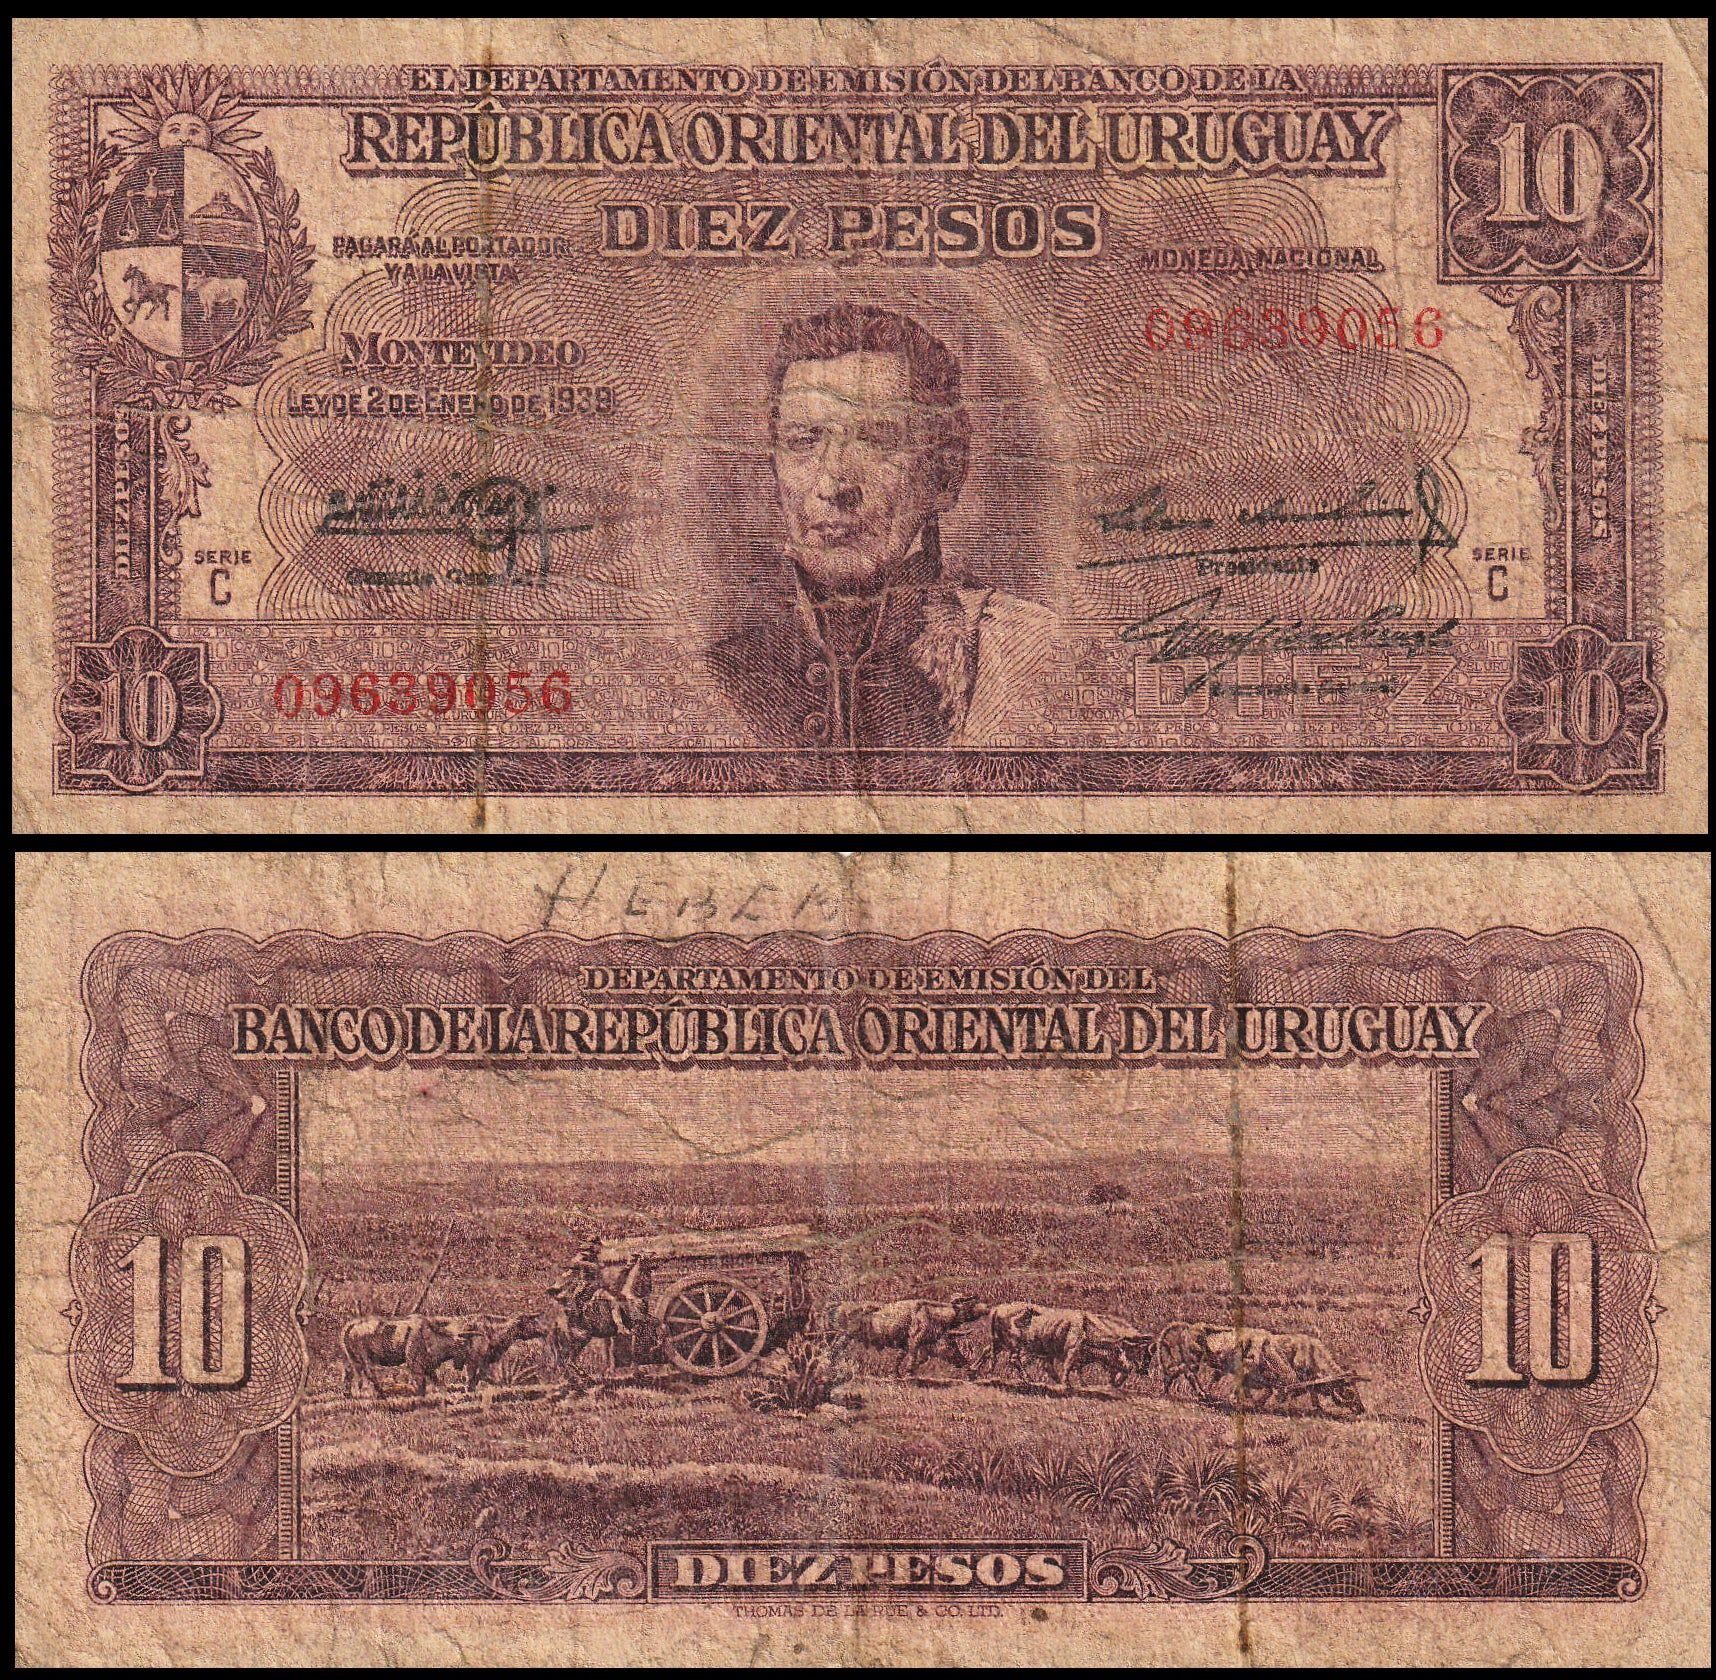 EL DEPARTAMENTO DE EMISIÓN DEL BANCO DE LA
REPÚBLICA ORIENTAL DEL URUGUAY
10
DIEZ PESOS
PAGARÁ AL PORTADOR
Y A LA VISTA
MONEDA NACIONAL
09639056
MONTEVIDEO
LEY DE 2 DE ENERO DE 1939
DIEZ PESOS
DIEZ PESOS
Gerente General
Presidente
SERIE
C
SERIE
C
DIEZ
09639056
10
10
HEBER
DEPARTAMENTO DE EMISIÓN DEL
BANCO DE LA REPÚBLICA ORIENTAL DEL URUGUAY
10
10
DIEZ PESOS
THOMAS DE LA RUE & CO. LTD.